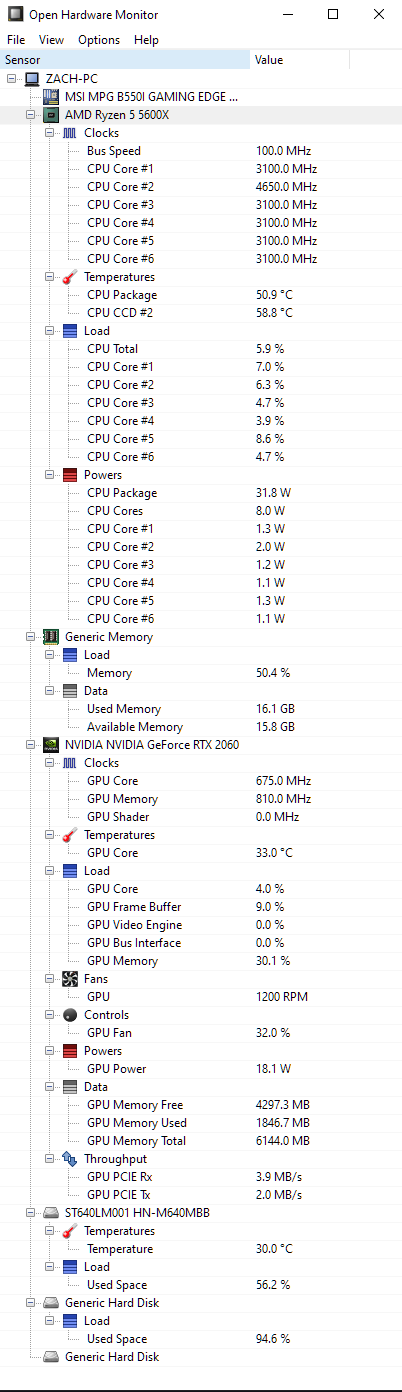 Open Hardware Monitor
File View Options Help
Sensor Value
ZACH-PC
MSI MPG B550I GAMING EDGE ...
AMD Ryzen 5 5600X
Clocks
Bus Speed 100.0 MHz
CPU Core #1 3100.0 MHz
CPU Core #2 4650.0 MHz
CPU Core #3 3100.0 MHz
CPU Core #4 3100.0 MHz
CPU Core #5 3100.0 MHz
CPU Core #6 3100.0 MHz
Temperatures
CPU Package 50.9 °C
CPU CCD #2 58.8 °C
Load
CPU Total 5.9 %
CPU Core #1 7.0 %
CPU Core #2 6.3 %
CPU Core #3 4.7 %
CPU Core #4 3.9 %
CPU Core #5 8.6 %
CPU Core #6 4.7 %
Powers
CPU Package 31.8 W
CPU Cores 8.0 W
CPU Core #1 1.3 W
CPU Core #2 2.0 W
CPU Core #3 1.2 W
CPU Core #4 1.1 W
CPU Core #5 1.3 W
CPU Core #6 1.1 W
Generic Memory
Load
Memory 50.4 %
Data
Used Memory 16.1 GB
Available Memory 15.8 GB
NVIDIA NVIDIA GeForce RTX 2060
Clocks
GPU Core 675.0 MHz
GPU Memory 810.0 MHz
GPU Shader 0.0 MHz
Temperatures
GPU Core 33.0 °C
Load
GPU Core 4.0 %
GPU Frame Buffer 9.0 %
GPU Video Engine 0.0 %
GPU Bus Interface 0.0 %
GPU Memory 30.1 %
Fans
GPU 1200 RPM
Controls
GPU Fan 32.0 %
Powers
GPU Power 18.1 W
Data
GPU Memory Free 4297.3 MB
GPU Memory Used 1846.7 MB
GPU Memory Total 6144.0 MB
Throughput
GPU PCIE Rx 3.9 MB/s
GPU PCIE Tx 2.0 MB/s
ST640LM001 HN-M640MBB
Temperatures
Temperature 30.0 °C
Load
Used Space 56.2 %
Generic Hard Disk
Load
Used Space 94.6 %
Generic Hard Disk